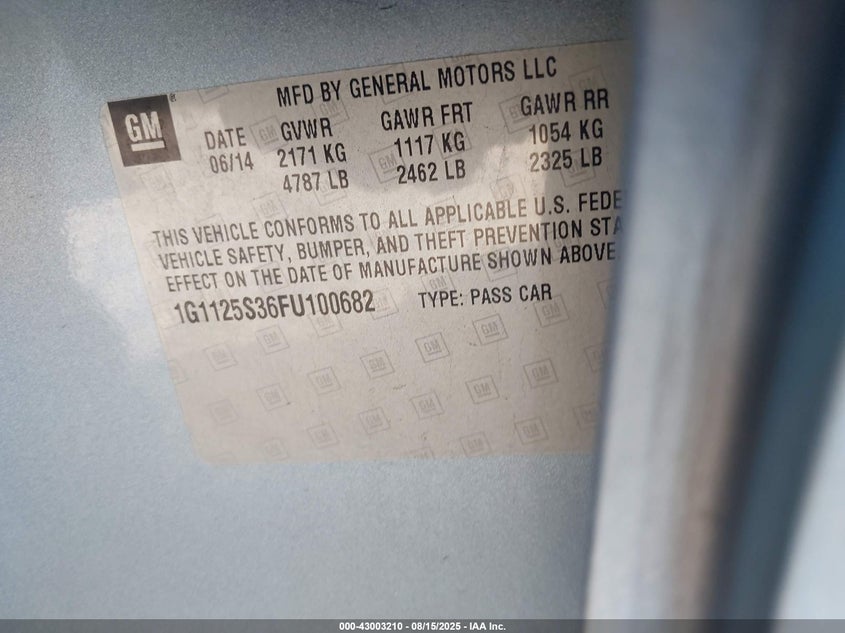 MFD BY GENERAL MOTORS LLC
GM
DATE GVWR GAWR FRT GAWR RR
06/14 2171 KG 1117 KG 1054 KG
4787 LB 2462 LB 2325 LB
THIS VEHICLE CONFORMS TO ALL APPLICABLE U.S. FEDE
VEHICLE SAFETY, BUMPER, AND THEFT PREVENTION STA
EFFECT ON THE DATE OF MANUFACTURE SHOWN ABOVE.
1G1125S36FU100682 TYPE: PASS CAR
000-43003210 - 08/15/2025 - IAA Inc.